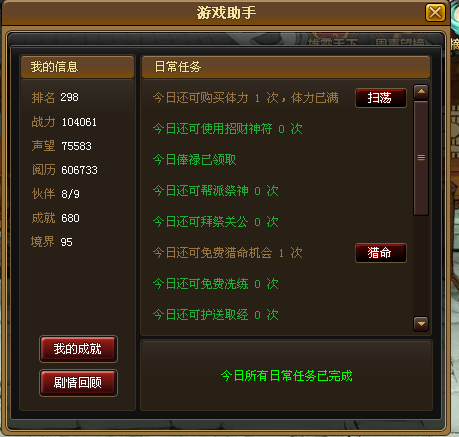 游戏助手
我的信息
排名 298
战力 104061
声望 75583
阅历 606733
伙伴 8/9
成就 680
境界 95
我的成就
剧情回顾
日常任务
今日还可购买体力 1 次，体力已满 扫荡
今日还可使用招财神符 0 次
今日俸禄已领取
今日还可帮派祭神 0 次
今日还可拜祭关公 0 次
今日还可免费猎命机会 1 次 猎命
今日还可免费洗练 0 次
今日还可护送取经 0 次
今日所有日常任务已完成